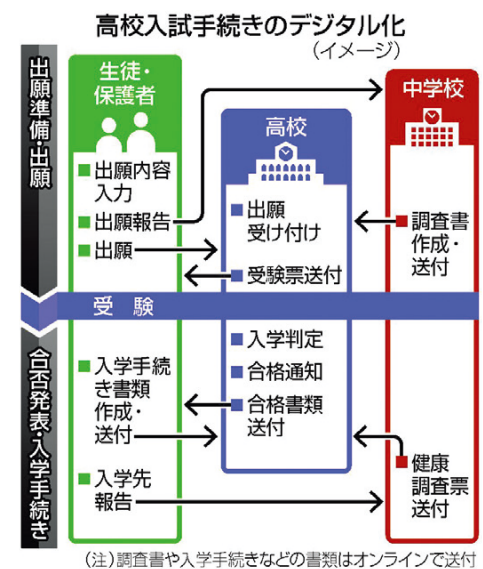 高校入試手続きのデジタル化
(イメージ)
出願準備・出願
生徒・
保護者
出願内容
入力
出願報告
出願
高校
出願
受け付け
受験票送付
中学校
調査書
作成・
送付
受験
合否発表・入学手続き
入学手続
き書類
作成・
送付
入学先
報告
入学判定
合格通知
合格書類
送付
健康
調査票
送付
(注)調査書や入学手続きなどの書類はオンラインで送付